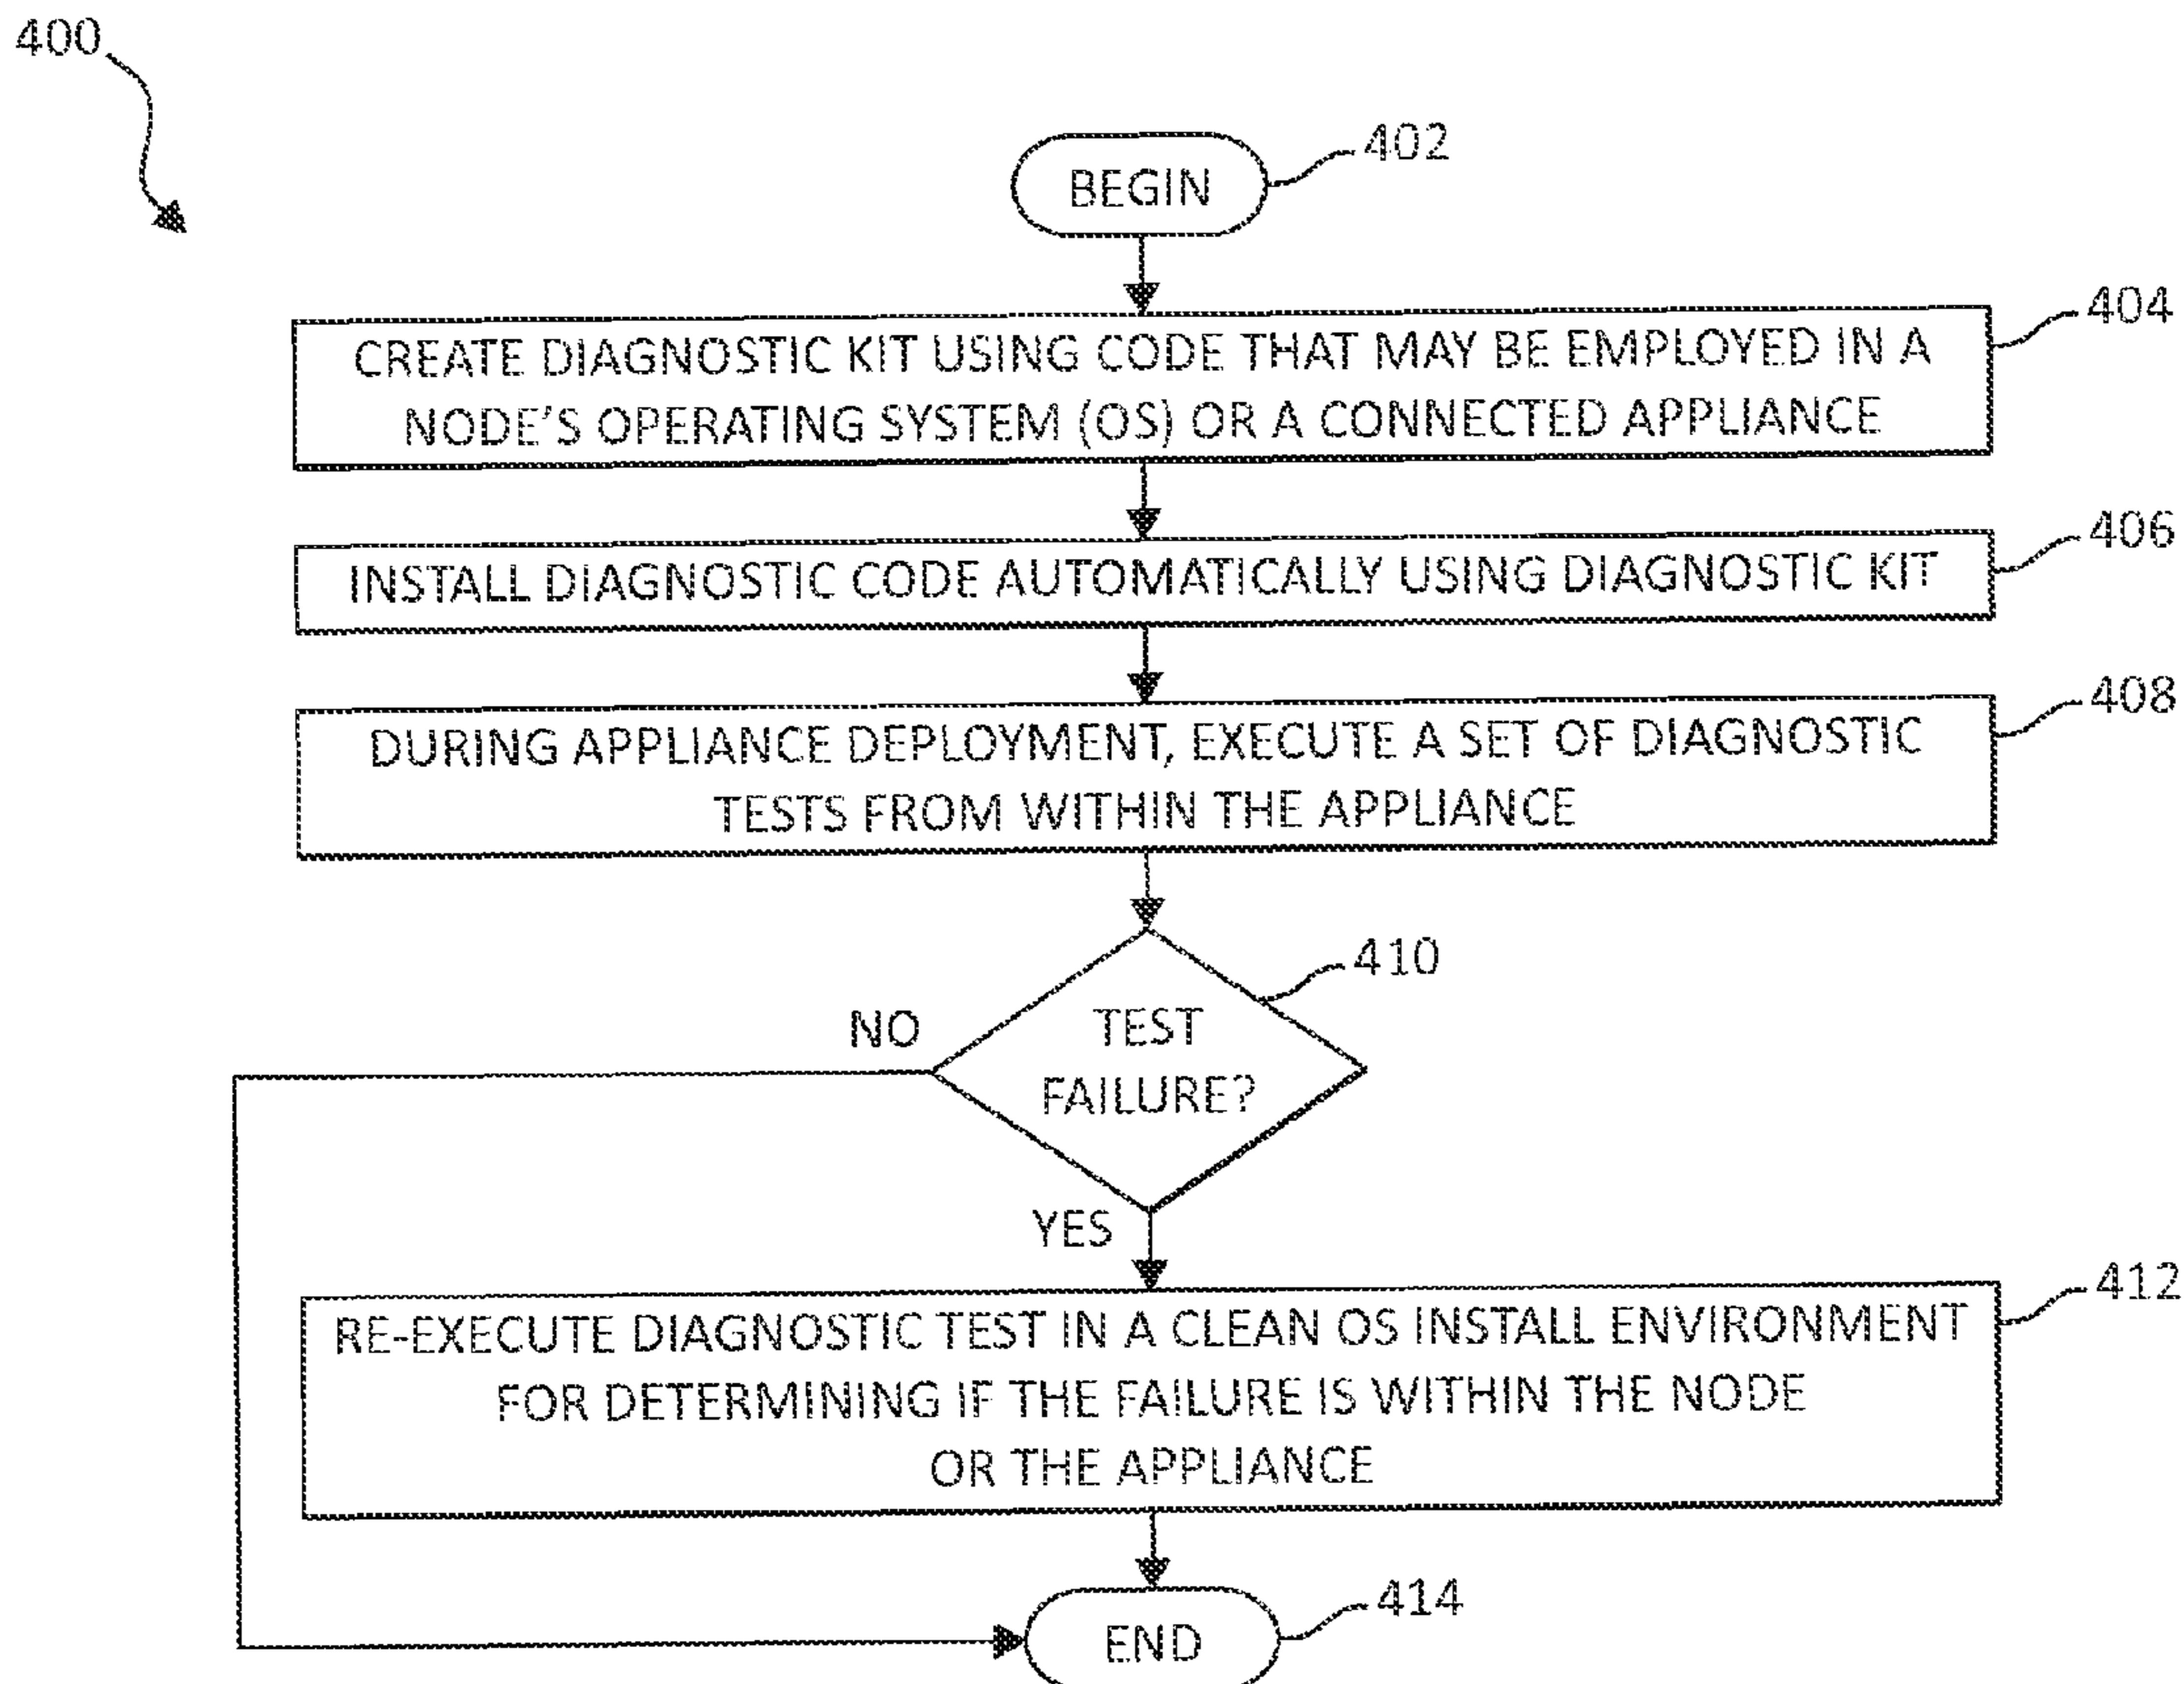 400
BEGIN
402
CREATE DIAGNOSTIC KIT USING CODE THAT MAY BE EMPLOYED IN A
NODE'S OPERATING SYSTEM (OS) OR A CONNECTED APPLIANCE
404
INSTALL DIAGNOSTIC CODE AUTOMATICALLY USING DIAGNOSTIC KIT
406
DURING APPLIANCE DEPLOYMENT, EXECUTE A SET OF DIAGNOSTIC
TESTS FROM WITHIN THE APPLIANCE
408
TEST
FAILURE?
410
NO
YES
RE-EXECUTE DIAGNOSTIC TEST IN A CLEAN OS INSTALL ENVIRONMENT
FOR DETERMINING IF THE FAILURE IS WITHIN THE NODE
OR THE APPLIANCE
412
END
414